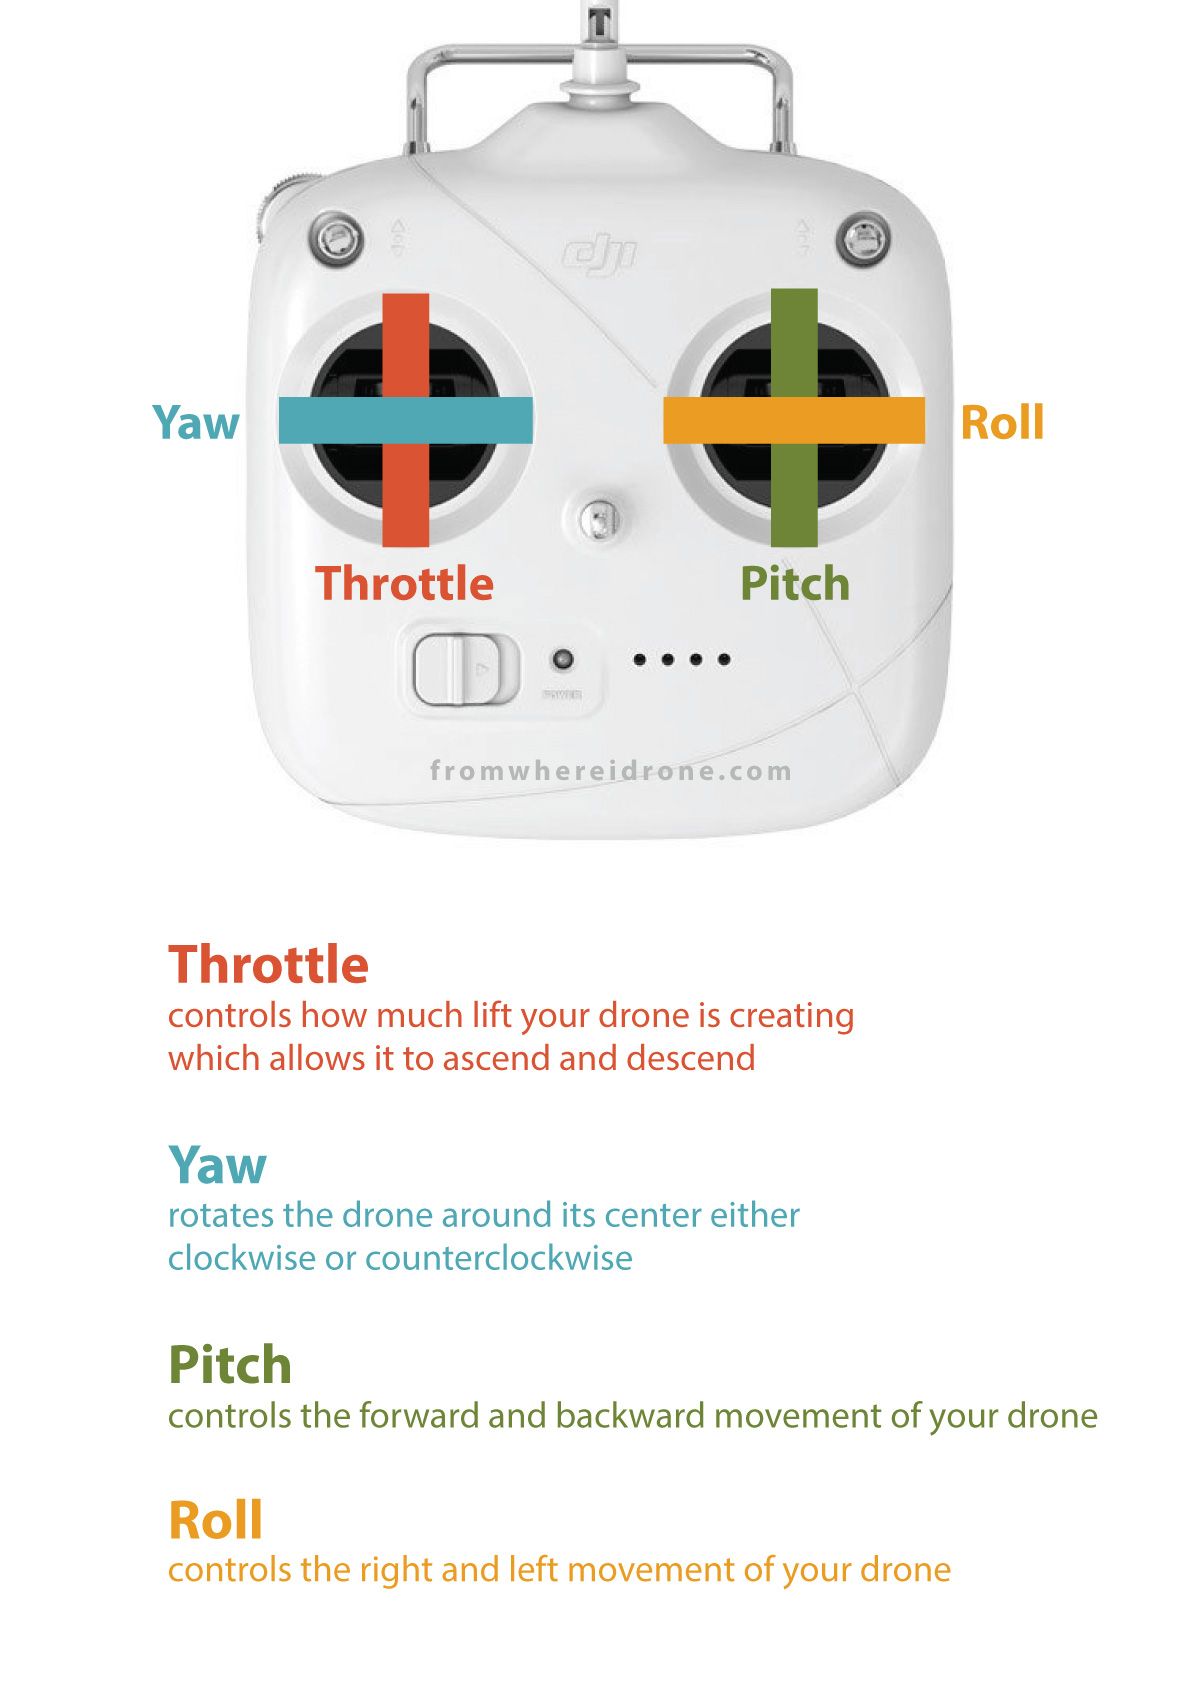 dji
Yaw
Roll
Throttle
Pitch
POWER
fromwhereidrone.com
Throttle
controls how much lift your drone is creating
which allows it to ascend and descend
Yaw
rotates the drone around its center either
clockwise or counterclockwise
Pitch
controls the forward and backward movement of your drone
Roll
controls the right and left movement of your drone